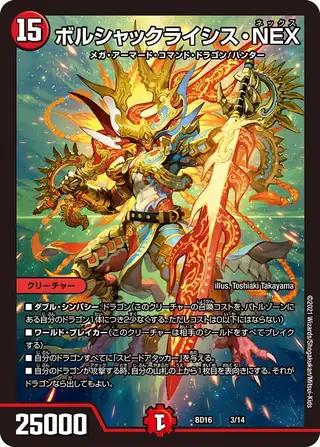 15
ネックス
ボルシャックライシス・NEX
メガ・アーマード・コマンド・ドラゴン/ハンター
illus. Toshiaki Takayama
クリーチャー
■ダブル・シンパシー:ドラゴン(このクリーチャーの召喚コストを、バトルゾーン
にある自分のドラゴン1体につき2少なくする。ただしコストは0以下にはならない)
■ワールド・ブレイカー(このクリーチャーは相手のシールドをすべてブレイク
する)
■自分のドラゴンすべてに「スピードアタッカー」を与える。
■自分のドラゴンが攻撃する時、自分の山札の上から1枚目を表向きにする。それが
ドラゴンなら出してもよい。
©2021 Wizards/Shogakukan/Mitsui-Kids
25000
BD16
3/14